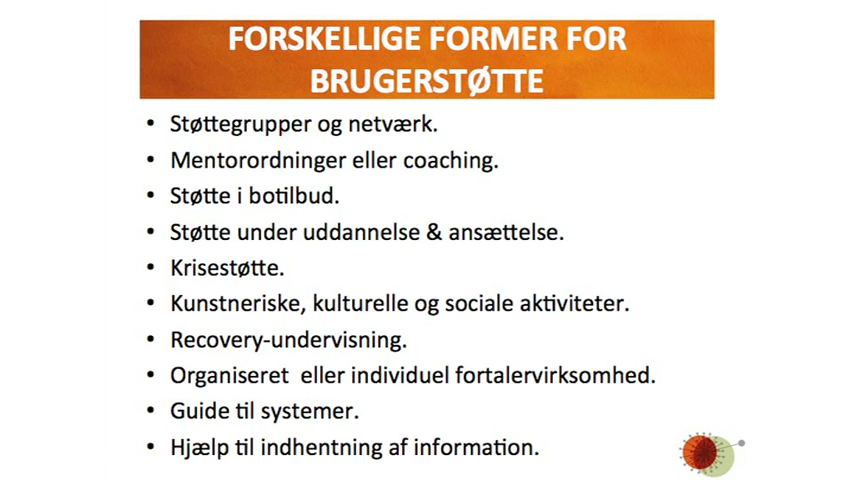 FORSKELLIGE FORMER FOR
BRUGERSTØTTE
• Støttegrupper og netværk.
• Mentorordninger eller coaching.
• Støtte i botilbud.
• Støtte under uddannelse & ansættelse.
• Krisestøtte.
• Kunstneriske, kulturelle og sociale aktiviteter.
• Recovery-undervisning.
• Organiseret  eller individuel fortalervirksomhed.
• Guide til systemer.
• Hjælp til indhentning af information.